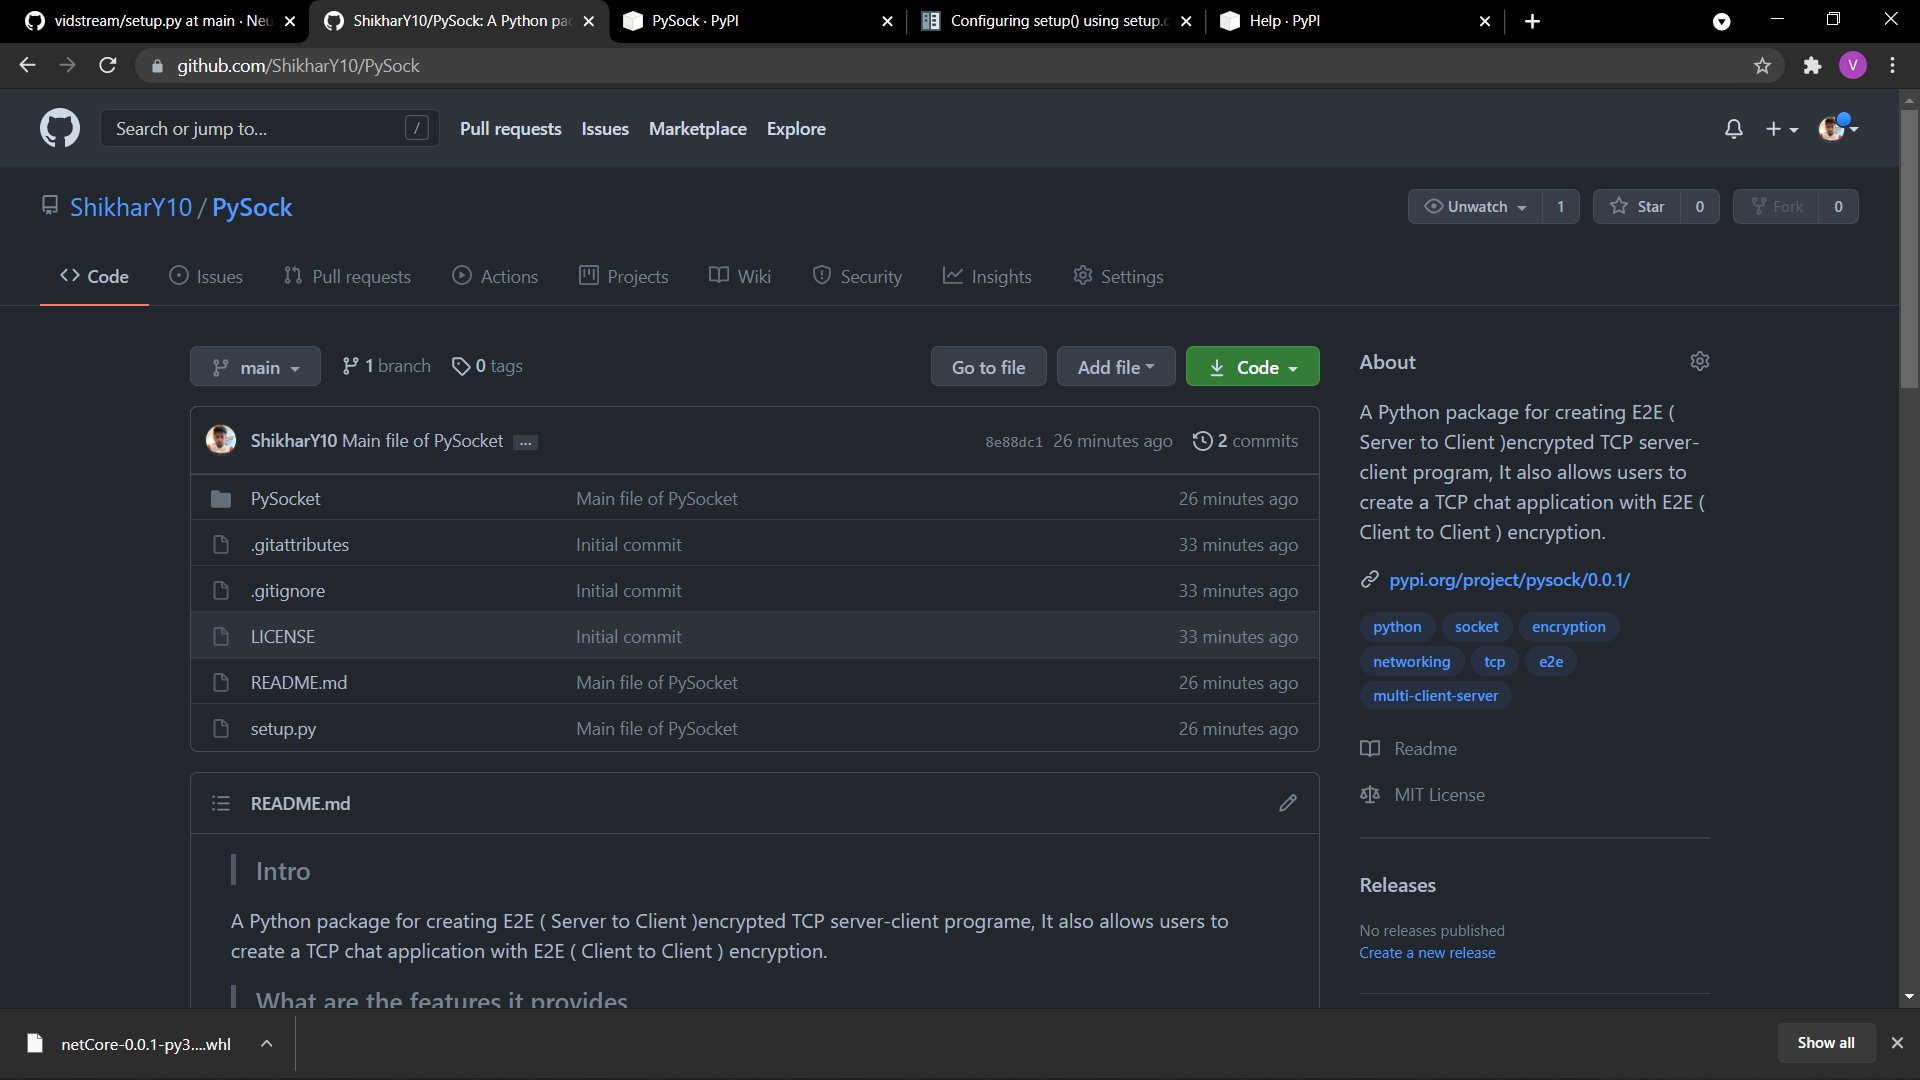 vidstream/setup.py at main · Neu
ShikharY10/PySock: A Python pac
PySock · PyPI
Configuring setup() using setup.c
Help · PyPI
github.com/ShikharY10/PySock
V
Search or jump to...
/
Pull requests
Issues
Marketplace
Explore
ShikharY10 / PySock
Unwatch 1
Star 0
Fork 0
Code
Issues
Pull requests
Actions
Projects
Wiki
Security
Insights
Settings
main
1 branch
0 tags
Go to file
Add file
Code
ShikharY10 Main file of PySocket ...
8e88dc1 26 minutes ago 2 commits
PySocket Main file of PySocket 26 minutes ago
.gitattributes Initial commit 33 minutes ago
.gitignore Initial commit 33 minutes ago
LICENSE Initial commit 33 minutes ago
README.md Main file of PySocket 26 minutes ago
setup.py Main file of PySocket 26 minutes ago
README.md
Intro
A Python package for creating E2E ( Server to Client )encrypted TCP server-client programe, It also allows users to
create a TCP chat application with E2E ( Client to Client ) encryption.
What are the features it provides
About
A Python package for creating E2E (
Server to Client )encrypted TCP server-
client program, It also allows users to
create a TCP chat application with E2E (
Client to Client ) encryption.
pypi.org/project/pysock/0.0.1/
python socket encryption
networking tcp e2e
multi-client-server
Readme
MIT License
Releases
No releases published
Create a new release
netCore-0.0.1-py3....whl
Show all